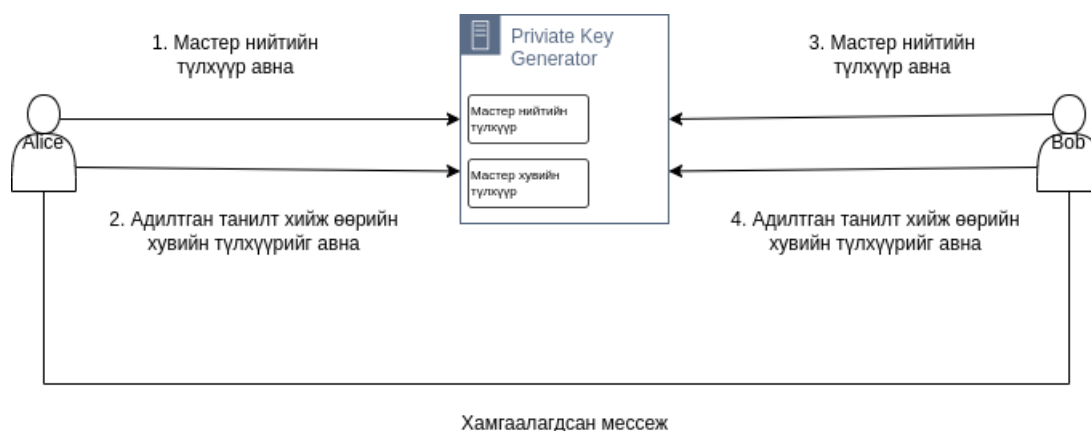 1. Мастер нийтийн
түлхүүр авна
Priviate Key
Generator
3. Мастер нийтийн
түлхүүр авна
Мастер нийтийн
түлхүүр
Alice
Bob
Мастер хувийн
түлхүүр
2. Адилтган танилт хийж өөрийн
хувийн түлхүүрийг авна
4. Адилтган танилт хийж өөрийн
хувийн түлхүүрийг авна
Хамгаалагдсан мессеж